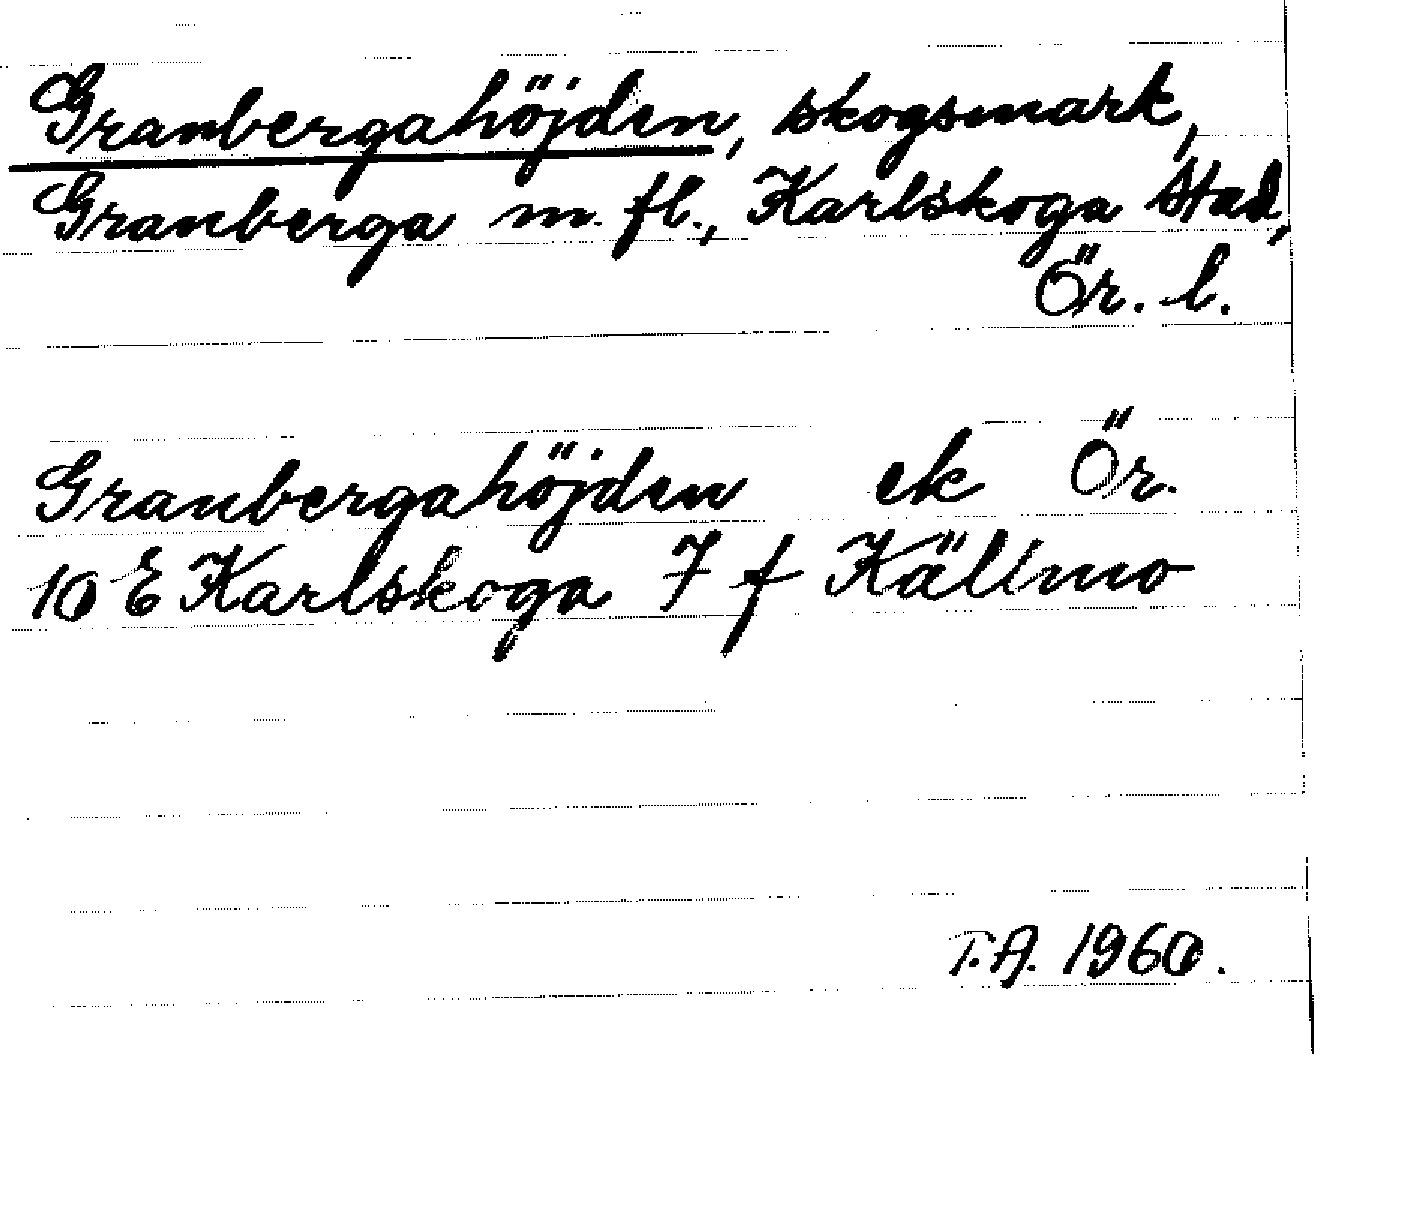 Granbergahöjden, skogsmark,
Granberga m. fl., Karlskoga stad,
Ör. l.
Granbergahöjden ek Ör.
10 E Karlskoga 7 f Källmo
T.A. 1960.